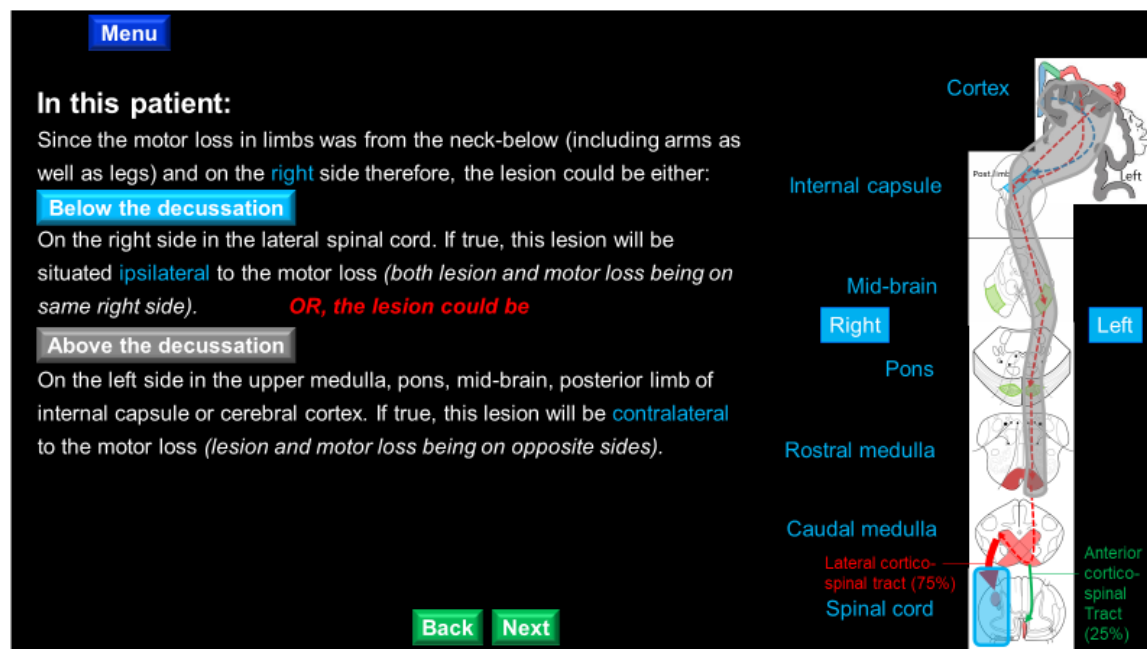 Menu
In this patient:
Since the motor loss in limbs was from the neck-below (including arms as
well as legs) and on the right side therefore, the lesion could be either:
Below the decussation
On the right side in the lateral spinal cord. If true, this lesion will be
situated ipsilateral to the motor loss (both lesion and motor loss being on
same right side). OR, the lesion could be
Above the decussation
On the left side in the upper medulla, pons, mid-brain, posterior limb of
internal capsule or cerebral cortex. If true, this lesion will be contralateral
to the motor loss (lesion and motor loss being on opposite sides).
Back
Next
Cortex
Internal capsule
Post. limb
Left
Mid-brain
Right
Left
Pons
Rostral medulla
Caudal medulla
Lateral cortico-
spinal tract (75%)
Spinal cord
Anterior
cortico-
spinal
Tract
(25%)